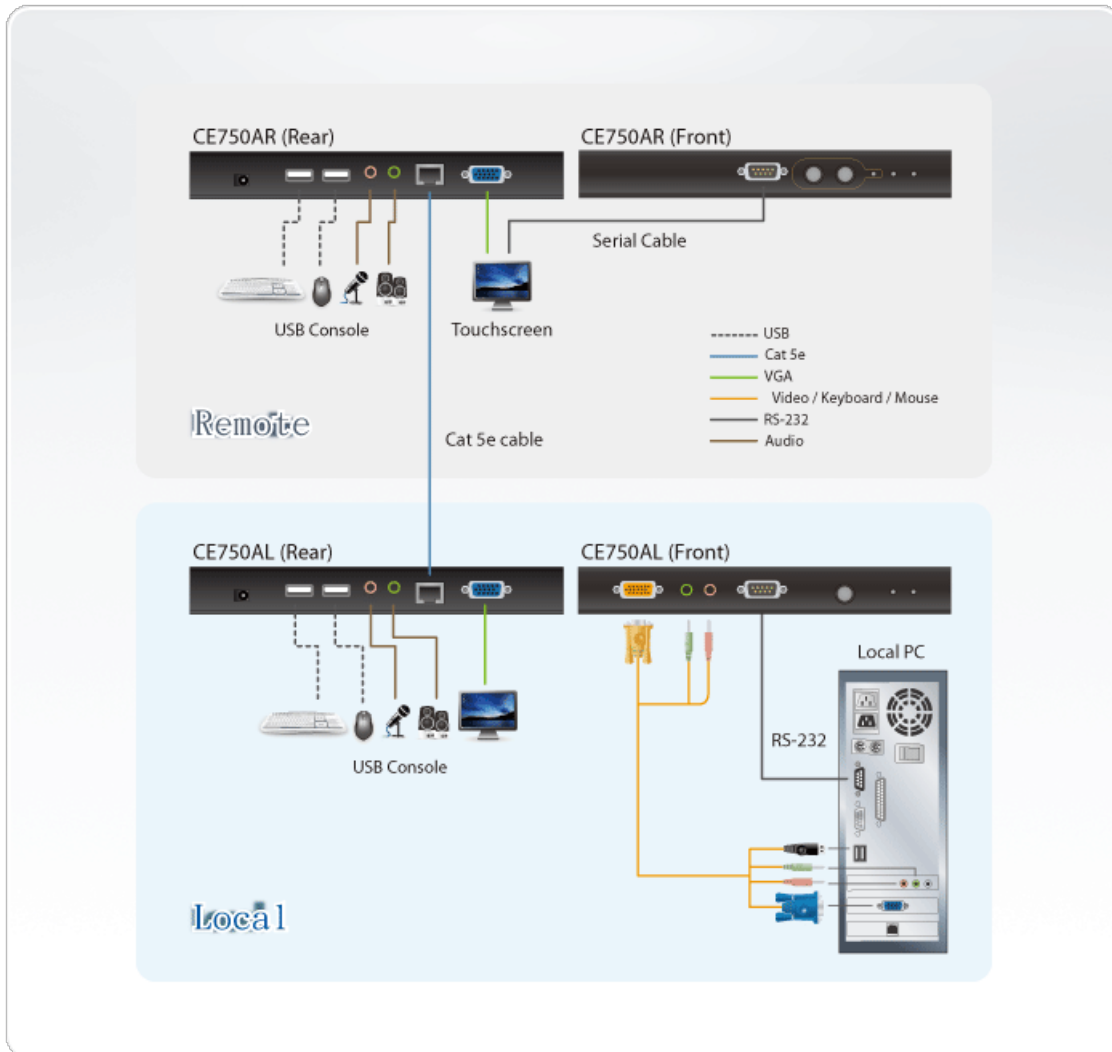 CE750AR (Rear)
CE750AR (Front)
Serial Cable
USB Console
Touchscreen
USB
Cat 5e
VGA
Video / Keyboard / Mouse
RS-232
Audio
Remote
Cat 5e cable
CE750AL (Rear)
CE750AL (Front)
Local PC
RS-232
USB Console
Local